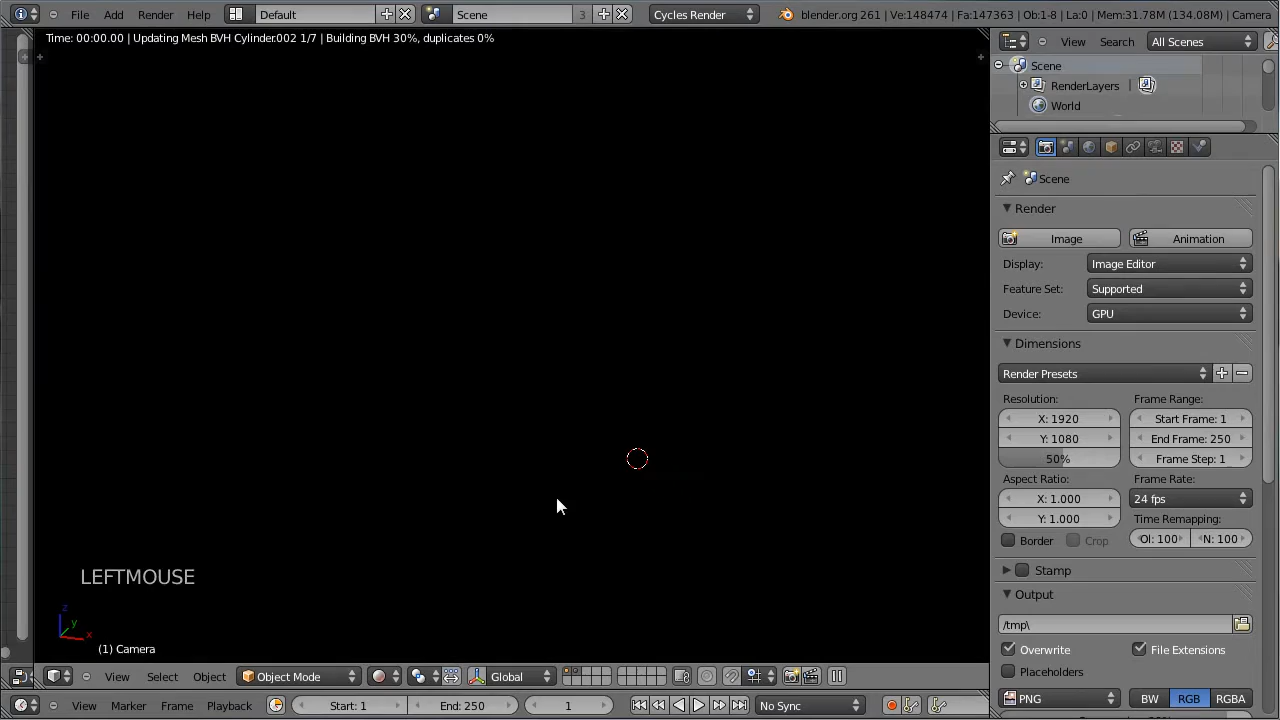 File Add Render Help Default Scene 3 Cycles Render blender.org 261 | Ve:148474 | Fa:147363 | Ob:1-8 | La:0 | Mem:31.78M (134.08M) | Camera
Time: 00:00.00 | Updating Mesh BVH Cylinder.002 1/7 | Building BVH 30%, duplicates 0%
View Search All Scenes
Scene
RenderLayers
World
Scene
Render
Image Animation
Display: Image Editor
Feature Set: Supported
Device: GPU
Dimensions
Render Presets
Resolution: Frame Range:
X: 1920 Start Frame: 1
Y: 1080 End Frame: 250
50% Frame Step: 1
Aspect Ratio: Frame Rate:
X: 1.000 24 fps
Y: 1.000 Time Remapping:
Border Crop Ol: 100 N: 100
Stamp
Output
/tmp\
Overwrite File Extensions
Placeholders
PNG BW RGB RGBA
LEFTMOUSE
z
y
x
(1) Camera
View Select Object Object Mode Global
View Marker Frame Playback Start: 1 End: 250 1 No Sync